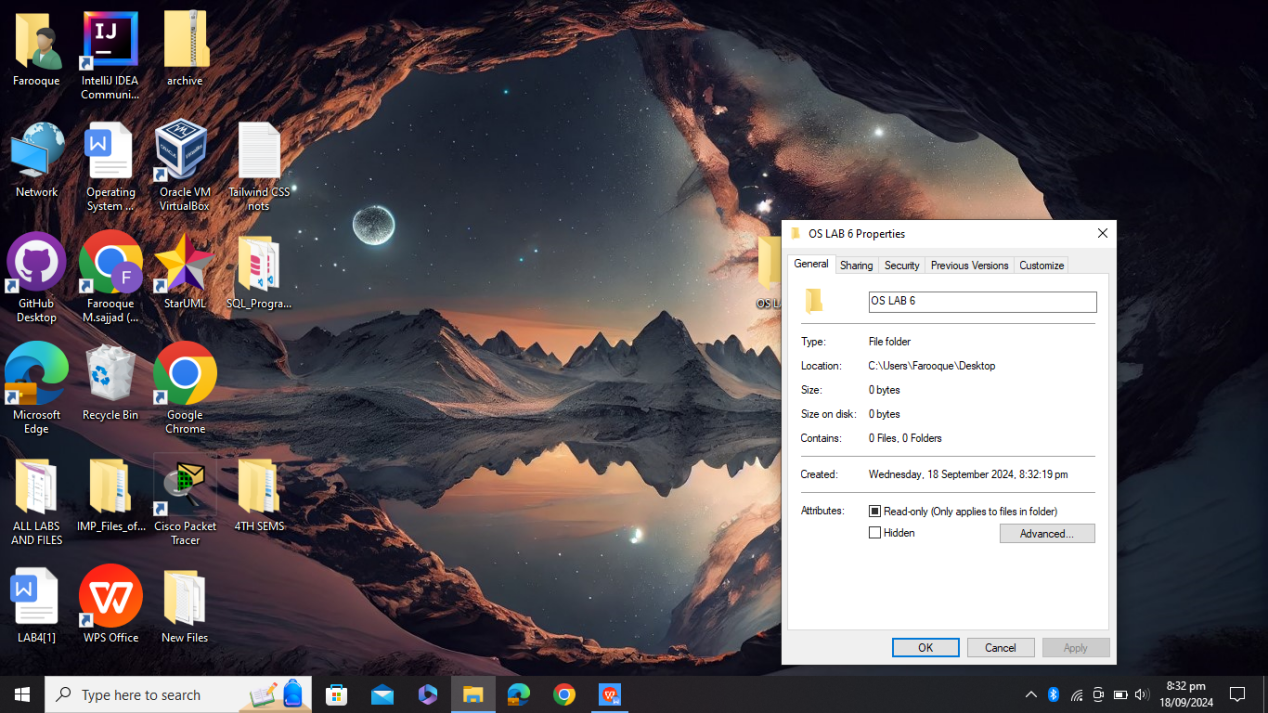 Farooque
IJ
IntelliJ IDEA
Communi...
archive
Network
W
Operating
System ...
ORACLE
Oracle VM
VirtualBox
Tailwind CSS
nots
GitHub
Desktop
F
Farooque
M.sajjad (...
StarUML
SQL_Progra...
Microsoft
Edge
Recycle Bin
Google
Chrome
ALL LABS
AND FILES
IMP_Files_of...
Cisco Packet
Tracer
4TH SEMS
W
LAB4[1]
W
WPS Office
New Files
OS L
OS LAB 6 Properties
General
Sharing
Security
Previous Versions
Customize
OS LAB 6
Type: File folder
Location: C:\Users\Farooque\Desktop
Size: 0 bytes
Size on disk: 0 bytes
Contains: 0 Files, 0 Folders
Created: Wednesday, 18 September 2024, 8:32:19 pm
Attributes: Read-only (Only applies to files in folder)
Hidden
Advanced...
OK
Cancel
Apply
Type here to search
8:32 pm
18/09/2024